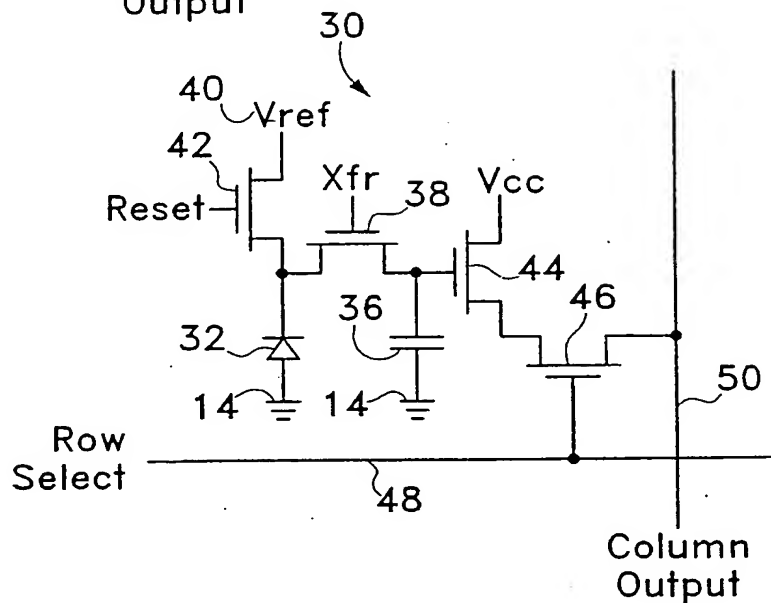 Output
30
40
Vref
42
Xfr
Vcc
Reset
38
44
46
36
32
14
14
50
Row
Select
48
Column
Output